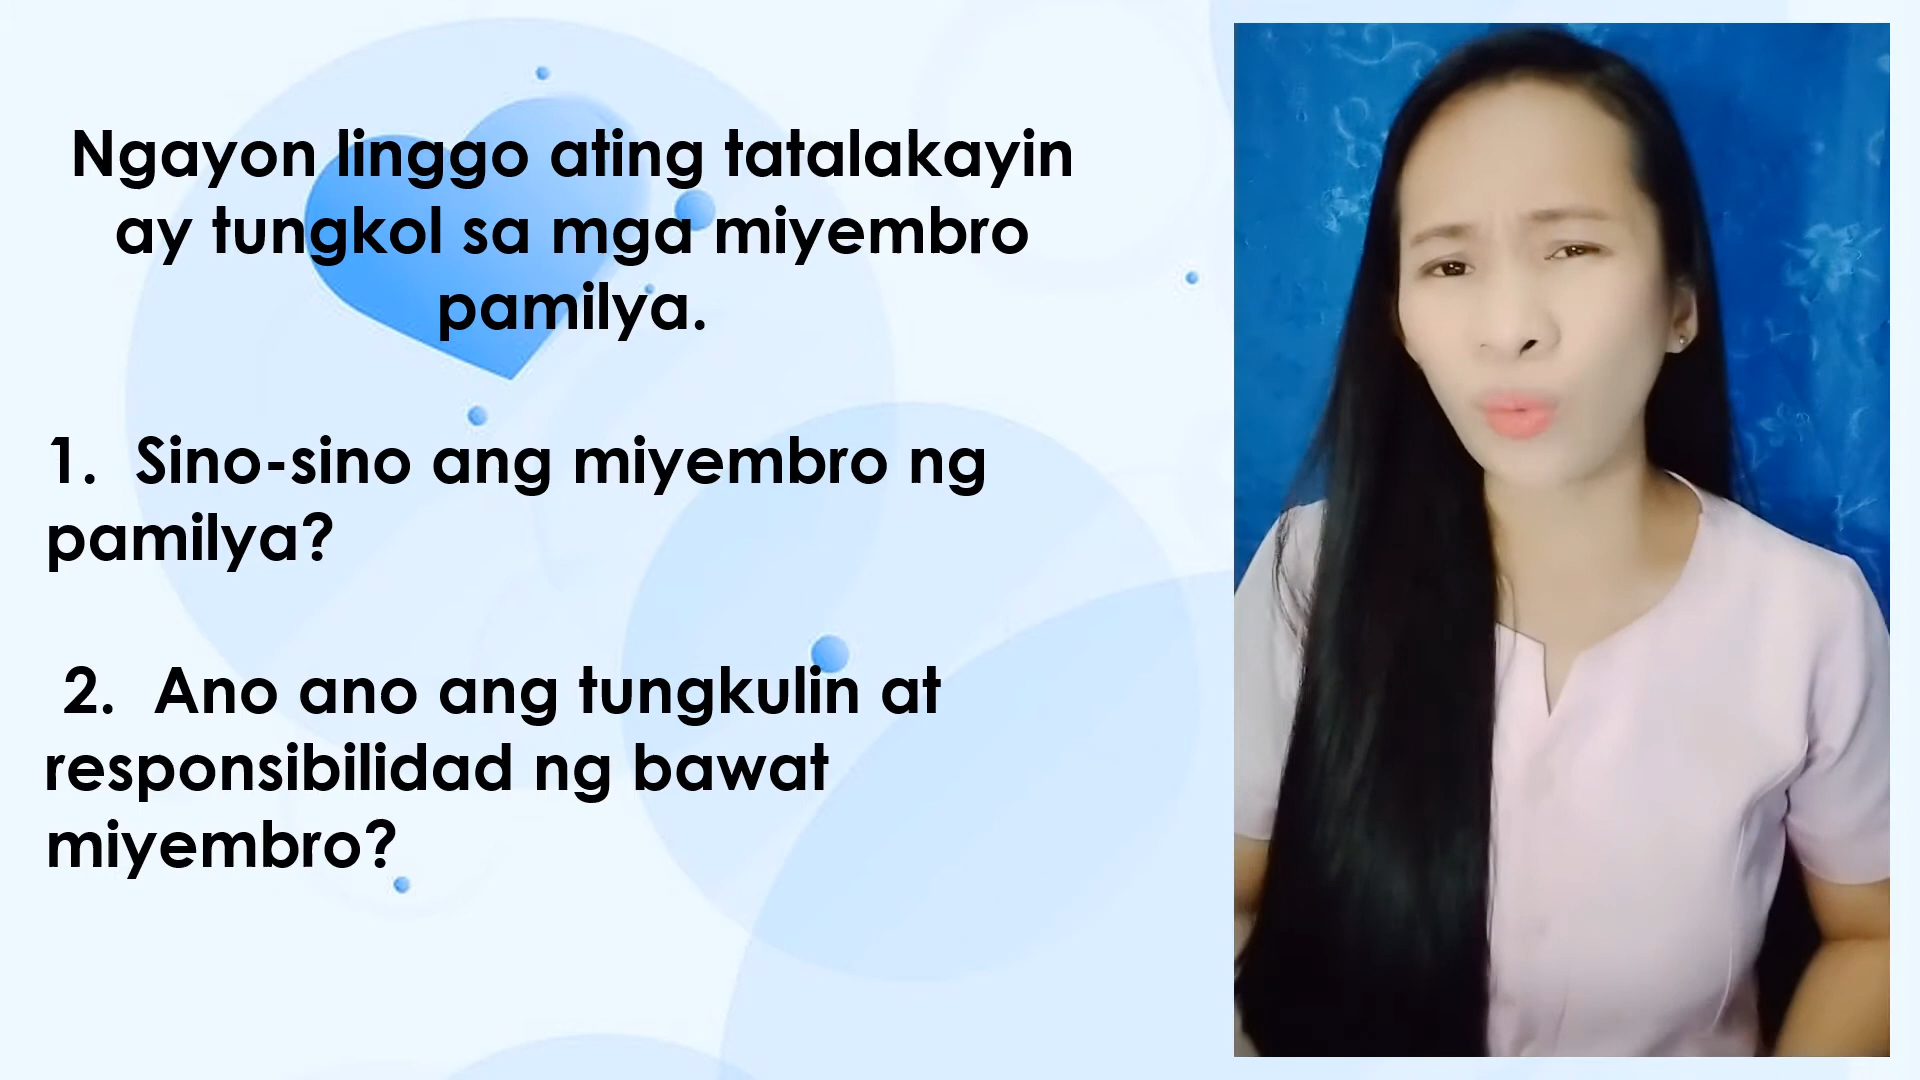 Ngayon linggo ating tatalakayin
ay tungkol sa mga miyembro
pamilya.
1. Sino-sino ang miyembro ng
pamilya?
2. Ano ano ang tungkulin at
responsibilidad ng bawat
miyembro?